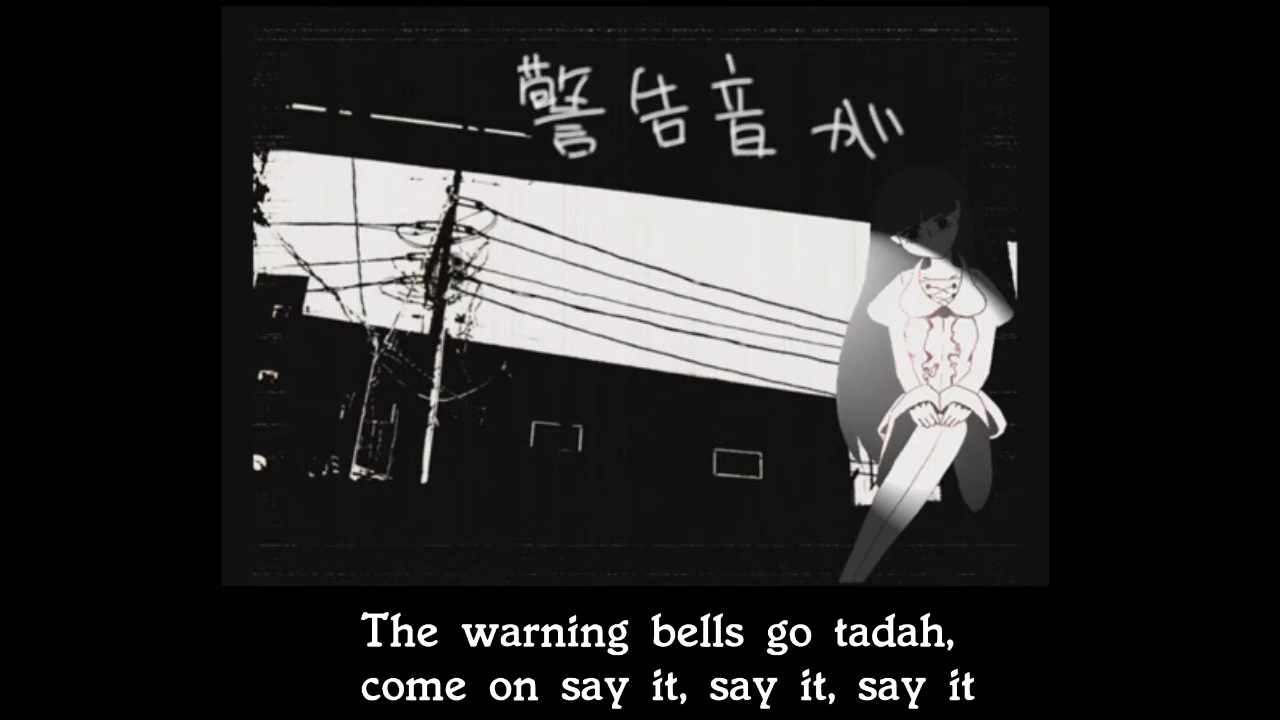 警告音が
The warning bells go tadah,
come on say it, say it, say it